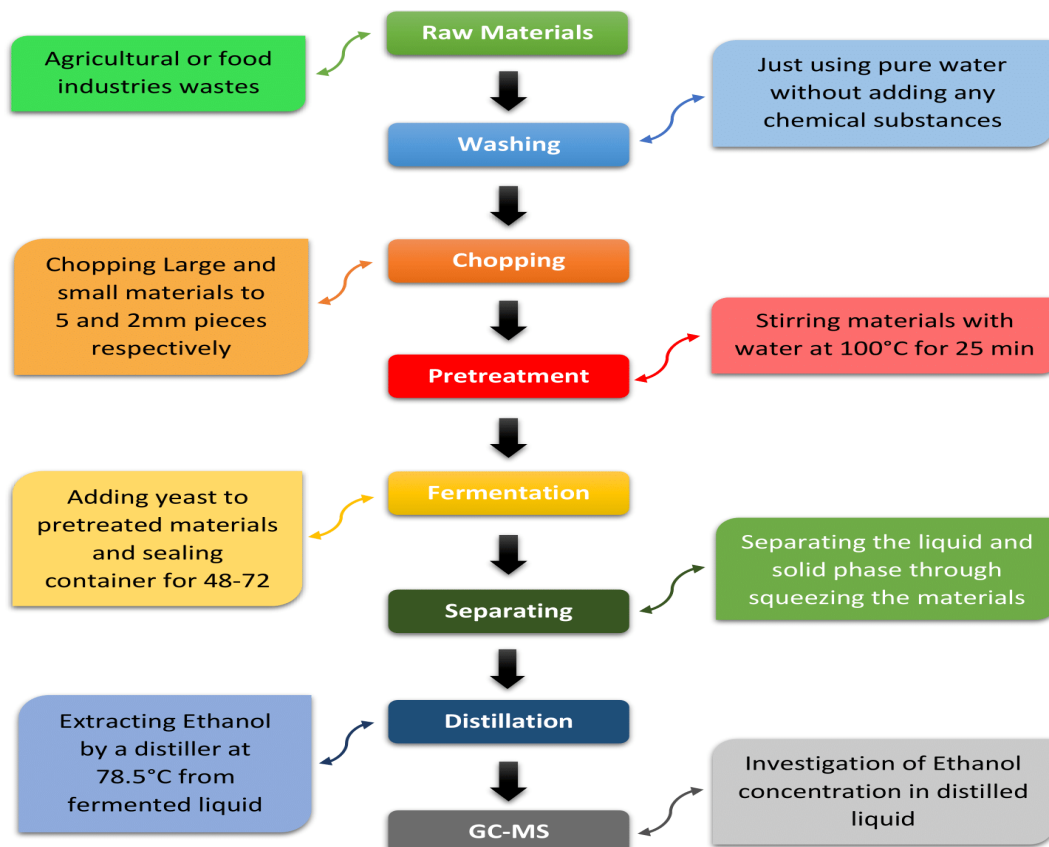 Raw Materials
Agricultural or food
industries wastes
Just using pure water
without adding any
chemical substances
Washing
Chopping
Chopping Large and
small materials to
5 and 2mm pieces
respectively
Stirring materials with
water at 100°C for 25 min
Pretreatment
Fermentation
Adding yeast to
pretreated materials
and sealing
container for 48-72
Separating the liquid and
solid phase through
squeezing the materials
Separating
Distillation
Extracting Ethanol
by a distiller at
78.5°C from
fermented liquid
Investigation of Ethanol
concentration in distilled
liquid
GC-MS